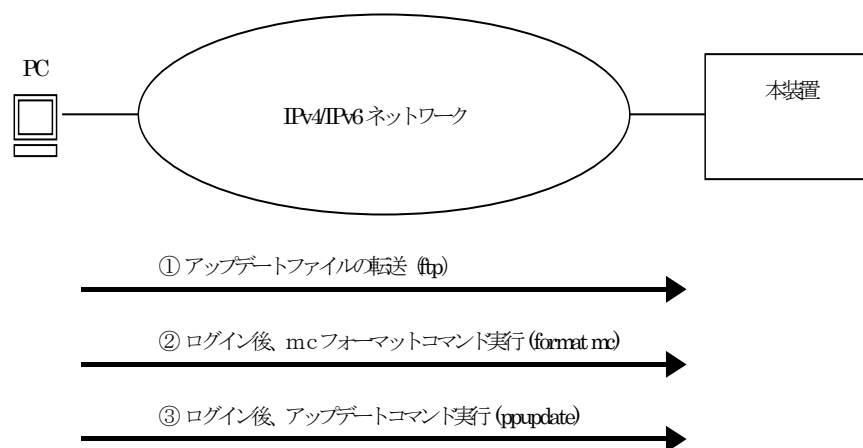 PC
IPv4/IPv6 ネットワーク
本装置
① アップデートファイルの転送 (ftp)
② ログイン後、mcフォーマットコマンド実行 (format mc)
③ ログイン後、アップデートコマンド実行 (ppupdate)